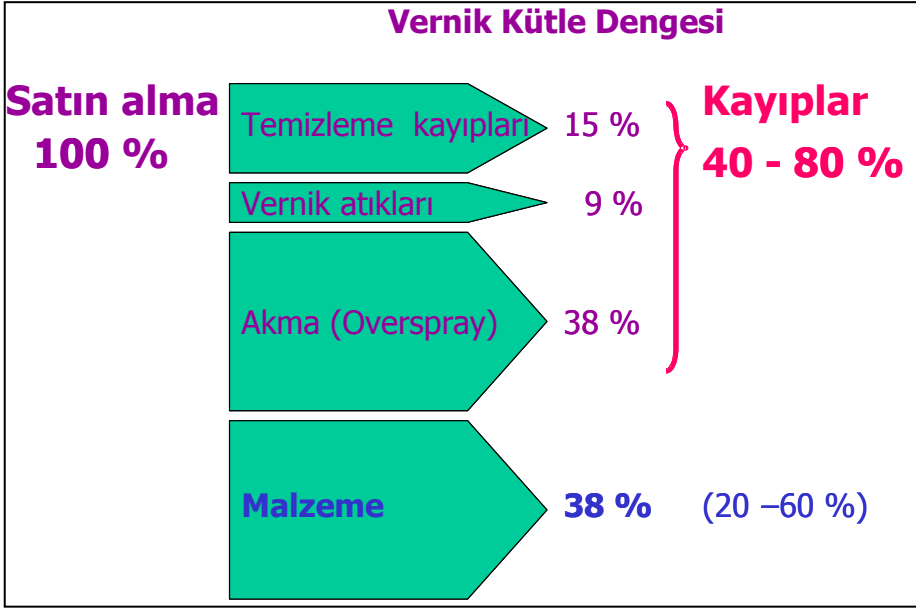 Vernik Kütle Dengesi
Satın alma
100 %
Temizleme kayıpları
15 %
Vernik atıkları
9 %
Akma (Overspray)
38 %
Kayıplar
40 - 80 %
Malzeme
38 %
(20 –60 %)